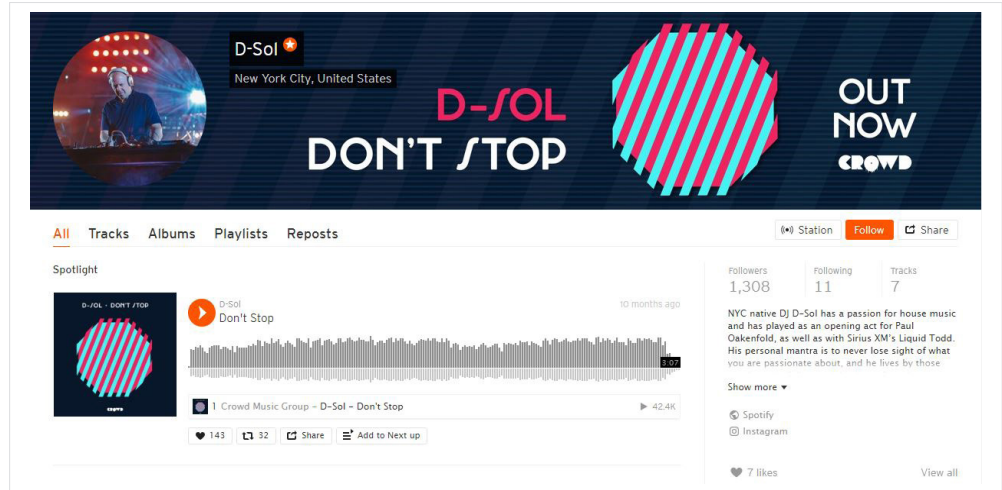 D-Sol
New York City, United States
D-SOL
DON'T STOP
OUT
NOW
CROWD
All Tracks Albums Playlists Reposts
Station Follow Share
Spotlight
D-SOL - DON'T STOP
CROWD
D-Sol
Don't Stop
10 months ago
3:07
1 Crowd Music Group – D-Sol – Don't Stop 42.4K
143 32 Share Add to Next up
Followers Following Tracks
1,308 11 7
NYC native DJ D-Sol has a passion for house music
and has played as an opening act for Paul
Oakenfold, as well as with Sirius XM's Liquid Todd.
His personal mantra is to never lose sight of what
you are passionate about, and he lives by those
Show more
Spotify
Instagram
7 likes View all